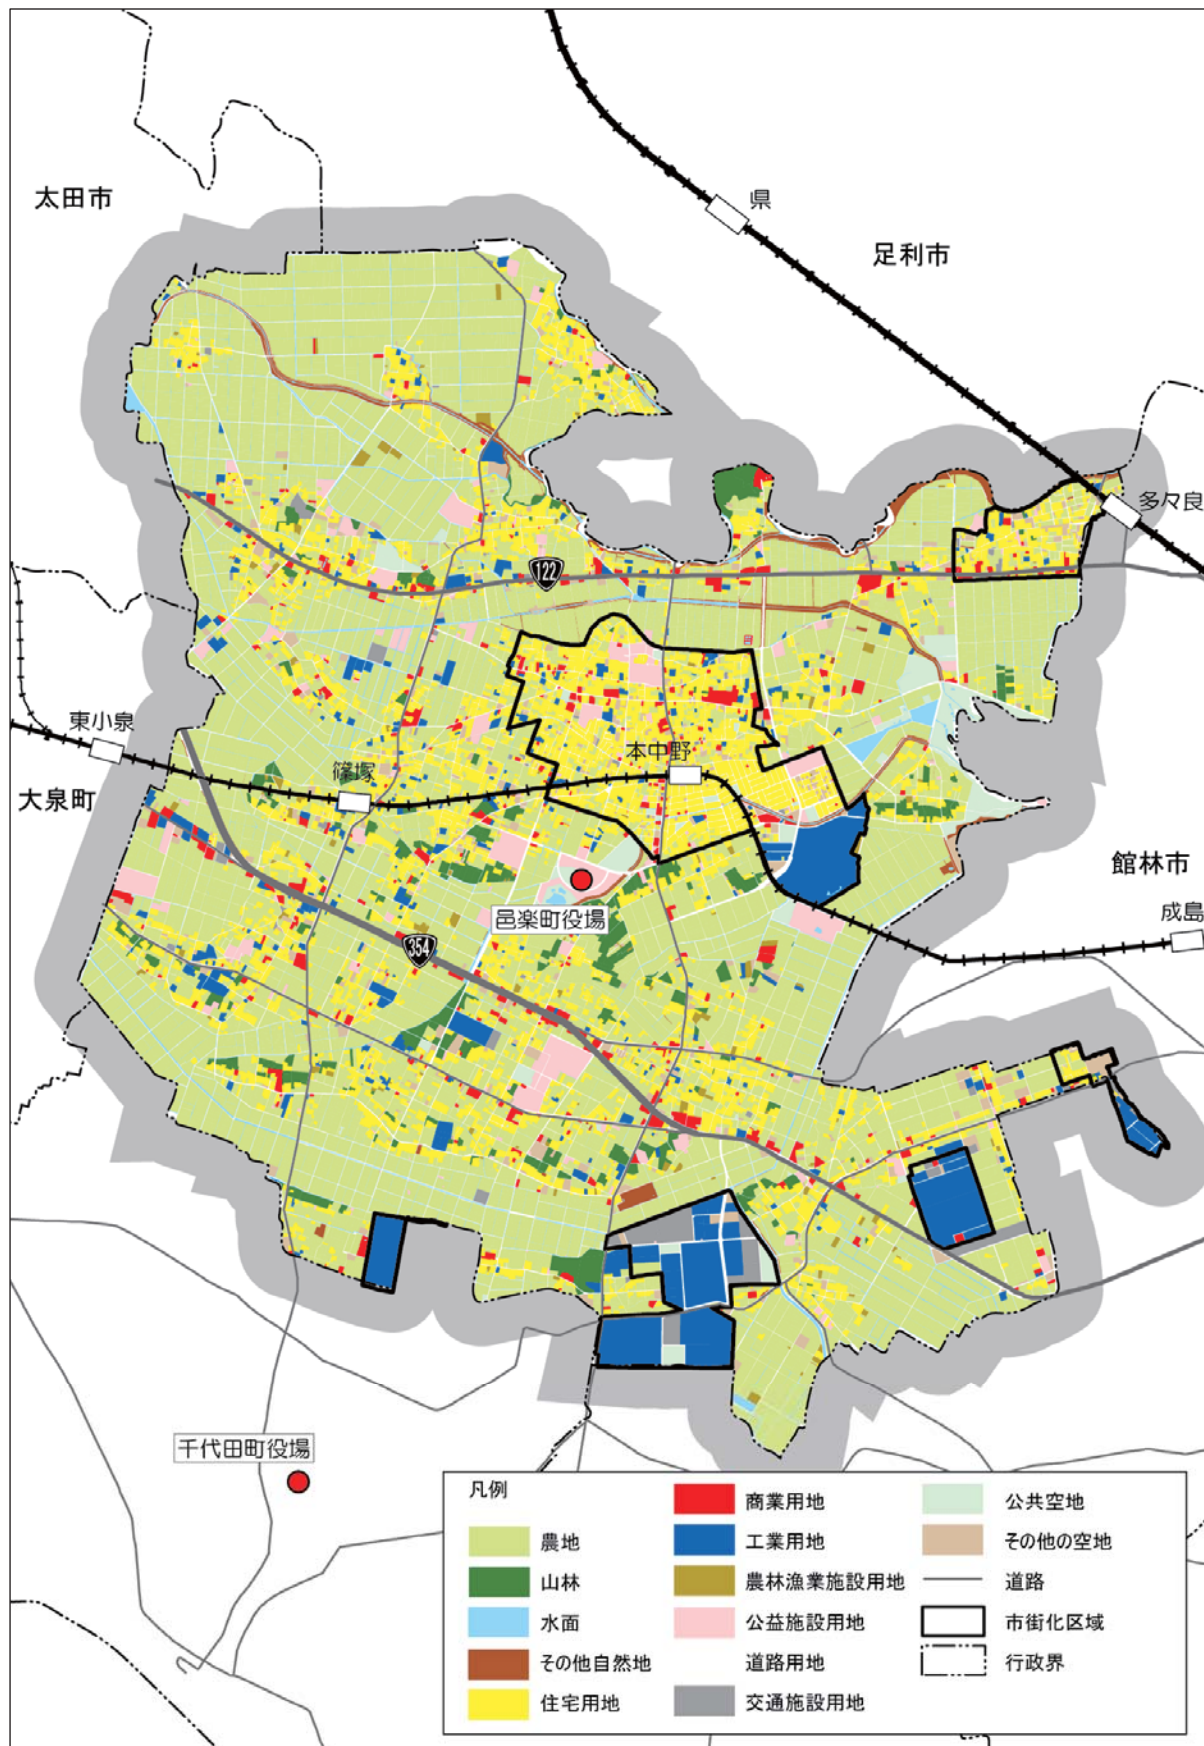 太田市
県
足利市
多々良
122
東小泉
本中野
篠塚
大泉町
館林市
成島
邑楽町役場
354
千代田町役場
凡例
農地
山林
水面
その他自然地
住宅用地
商業用地
工業用地
農林漁業施設用地
公益施設用地
道路用地
交通施設用地
公共空地
その他の空地
道路
市街化区域
行政界